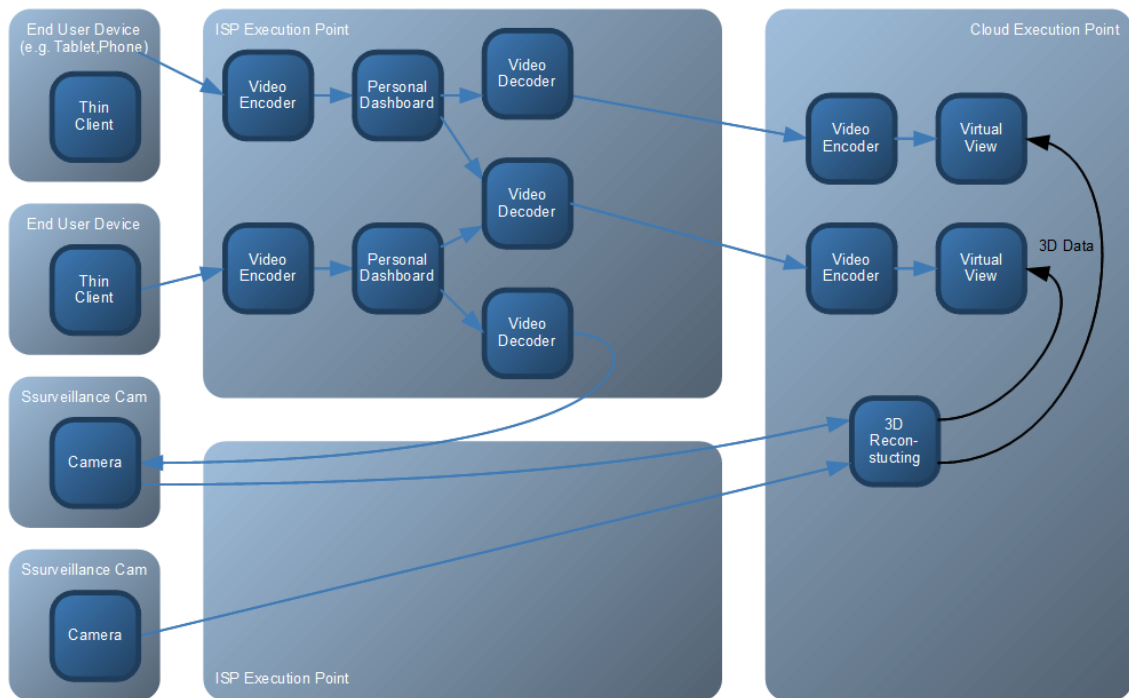 End User Device
(e.g. Tablet,Phone)
Thin
Client
End User Device
Thin
Client
Ssurveillance Cam
Camera
Ssurveillance Cam
Camera
ISP Execution Point
Video
Encoder
Personal
Dashboard
Video
Decoder
Video
Decoder
Video
Encoder
Personal
Dashboard
Video
Decoder
ISP Execution Point
Cloud Execution Point
Video
Encoder
Virtual
View
Video
Encoder
Virtual
View
3D Data
3D
Recon-
stucting